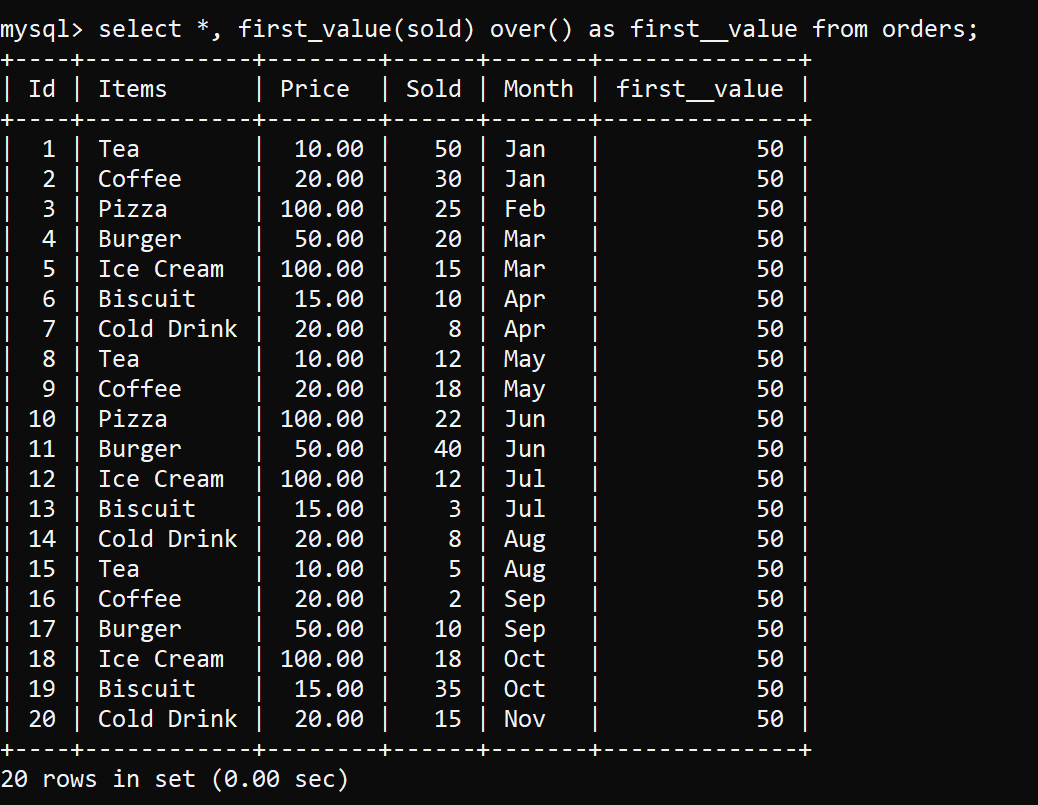 mysql> select *, first_value(sold) over() as first__value from orders;
+----+------------+--------+------+-------+--------------+
| Id | Items      | Price  | Sold | Month | first__value |
+----+------------+--------+------+-------+--------------+
|  1 | Tea        |  10.00 |   50 | Jan   |           50 |
|  2 | Coffee     |  20.00 |   30 | Jan   |           50 |
|  3 | Pizza      | 100.00 |   25 | Feb   |           50 |
|  4 | Burger     |  50.00 |   20 | Mar   |           50 |
|  5 | Ice Cream  | 100.00 |   15 | Mar   |           50 |
|  6 | Biscuit    |  15.00 |   10 | Apr   |           50 |
|  7 | Cold Drink |  20.00 |    8 | Apr   |           50 |
|  8 | Tea        |  10.00 |   12 | May   |           50 |
|  9 | Coffee     |  20.00 |   18 | May   |           50 |
| 10 | Pizza      | 100.00 |   22 | Jun   |           50 |
| 11 | Burger     |  50.00 |   40 | Jun   |           50 |
| 12 | Ice Cream  | 100.00 |   12 | Jul   |           50 |
| 13 | Biscuit    |  15.00 |    3 | Jul   |           50 |
| 14 | Cold Drink |  20.00 |    8 | Aug   |           50 |
| 15 | Tea        |  10.00 |    5 | Aug   |           50 |
| 16 | Coffee     |  20.00 |    2 | Sep   |           50 |
| 17 | Burger     |  50.00 |   10 | Sep   |           50 |
| 18 | Ice Cream  | 100.00 |   18 | Oct   |           50 |
| 19 | Biscuit    |  15.00 |   35 | Oct   |           50 |
| 20 | Cold Drink |  20.00 |   15 | Nov   |           50 |
+----+------------+--------+------+-------+--------------+
20 rows in set (0.00 sec)